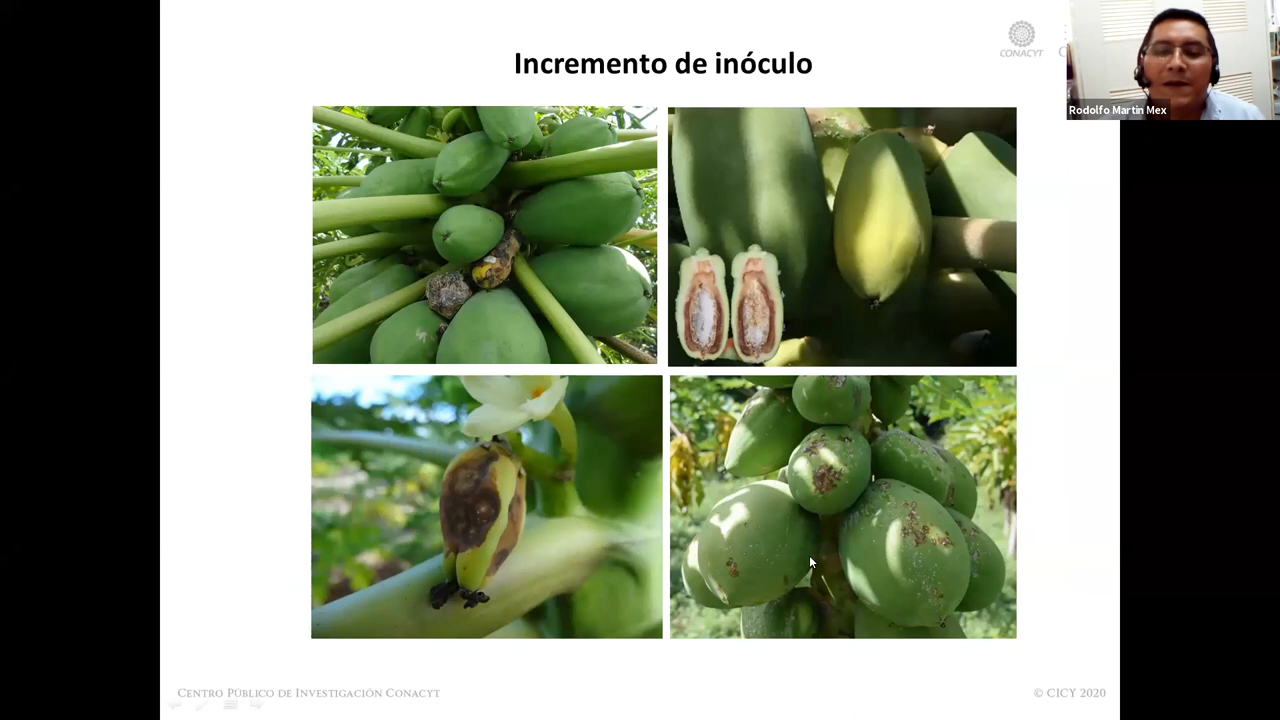 Incremento de inóculo
CONACYT
Rodolfo Martin Mex
CENTRO PÚBLICO DE INVESTIGACIÓN CONACYT
© CICY 2020